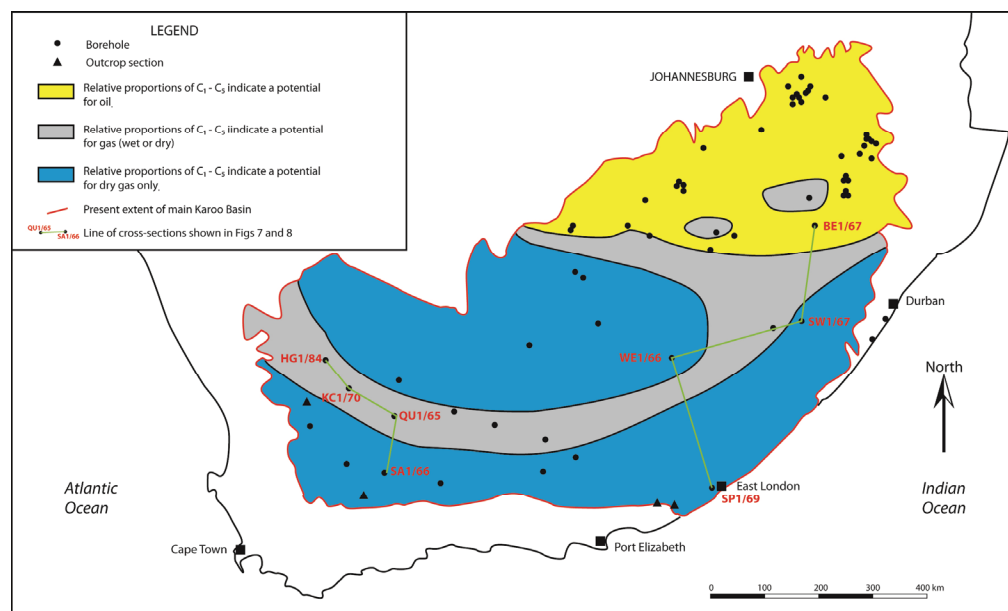 LEGEND
Borehole
Outcrop section
Relative proportions of C₁ - C₅ indicate a potential
for oil.
Relative proportions of C₁ - C₅ iindicate a potential
for gas (wet or dry)
Relative proportions of C₁ - C₅ indicate a potential
for dry gas only.
Present extent of main Karoo Basin
QU1/65
SA1/66
Line of cross-sections shown in Figs 7 and 8
JOHANNESBURG
BE1/67
Durban
SW1/67
WE1/66
HG1/84
KC1/70
QU1/65
North
SA1/66
Atlantic
Ocean
East London
SP1/69
Indian
Ocean
Cape Town
Port Elizabeth
0 100 200 300 400 km